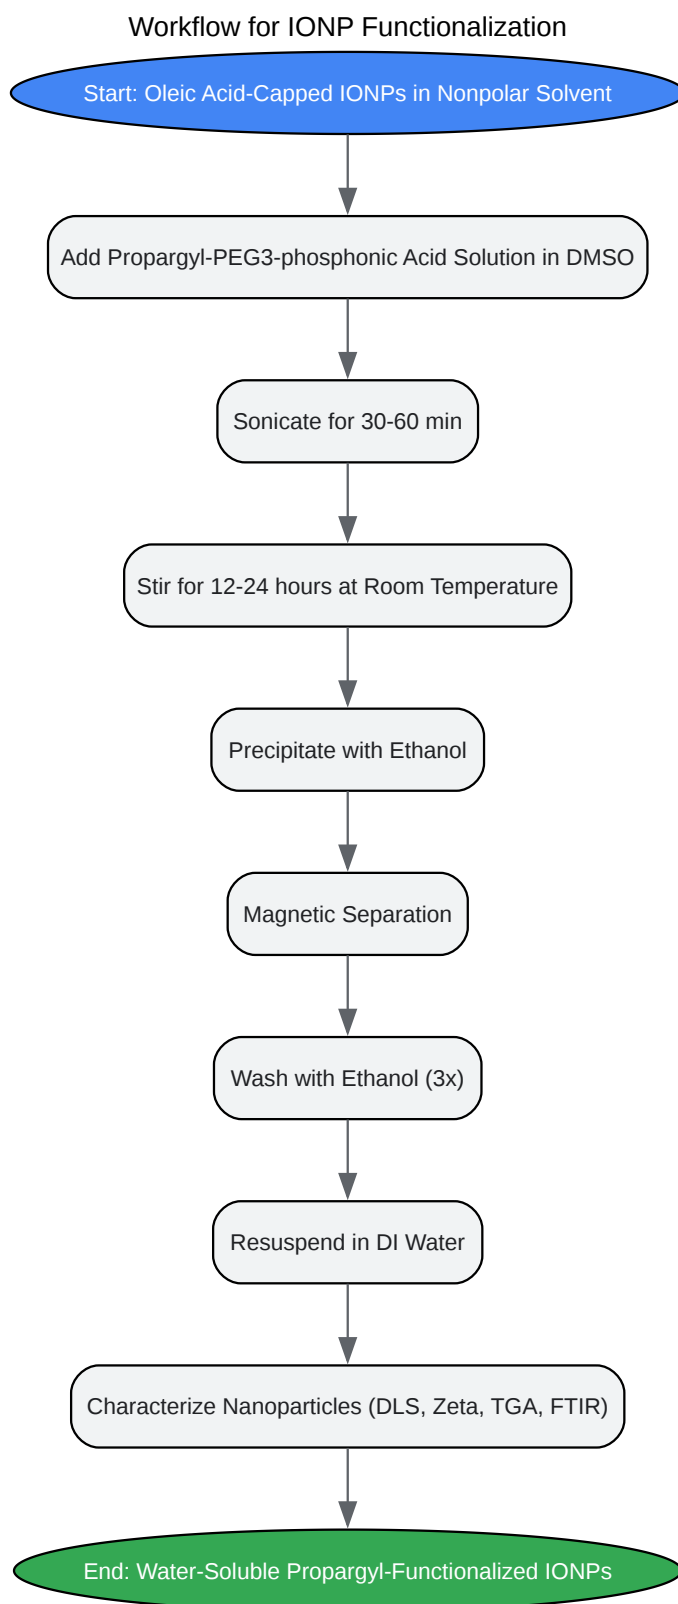 Workflow for IONP Functionalization
Start: Oleic Acid-Capped IONPs in Nonpolar Solvent
Add Propargyl-PEG3-phosphonic Acid Solution in DMSO
Sonicate for 30-60 min
Stir for 12-24 hours at Room Temperature
Precipitate with Ethanol
Magnetic Separation
Wash with Ethanol (3x)
Resuspend in DI Water
Characterize Nanoparticles (DLS, Zeta, TGA, FTIR)
End: Water-Soluble Propargyl-Functionalized IONPs